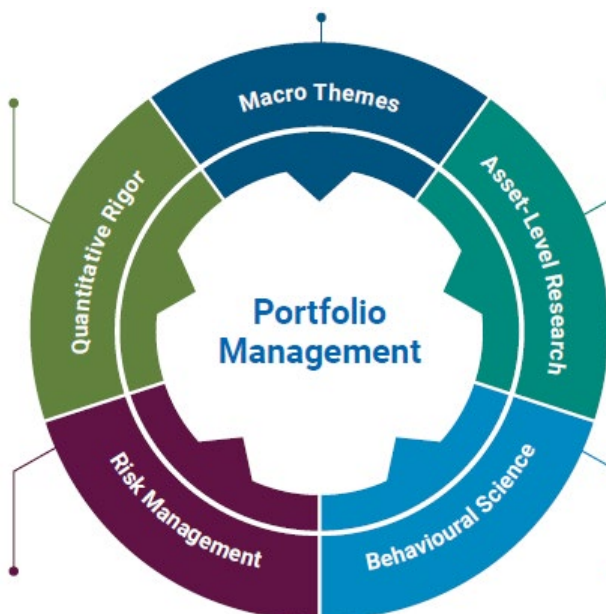 Macro Themes
Asset-Level Research
Behavioural Science
Risk Management
Quantitative Rigor
Portfolio
Management